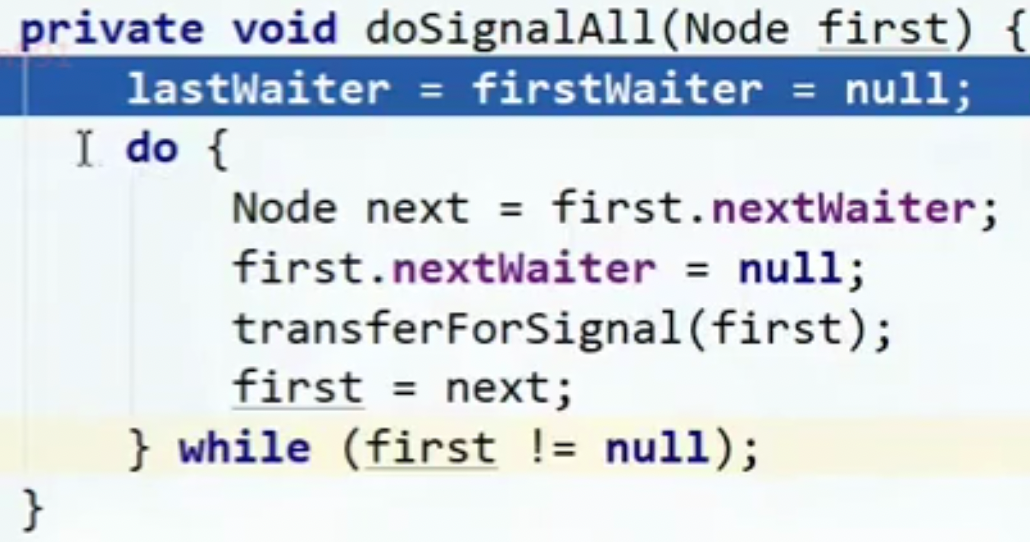 private void doSignalAll(Node first) {
lastWaiter = firstWaiter = null;
do {
Node next = first.nextWaiter;
first.nextWaiter = null;
transferForSignal(first);
first = next;
} while (first != null);
}